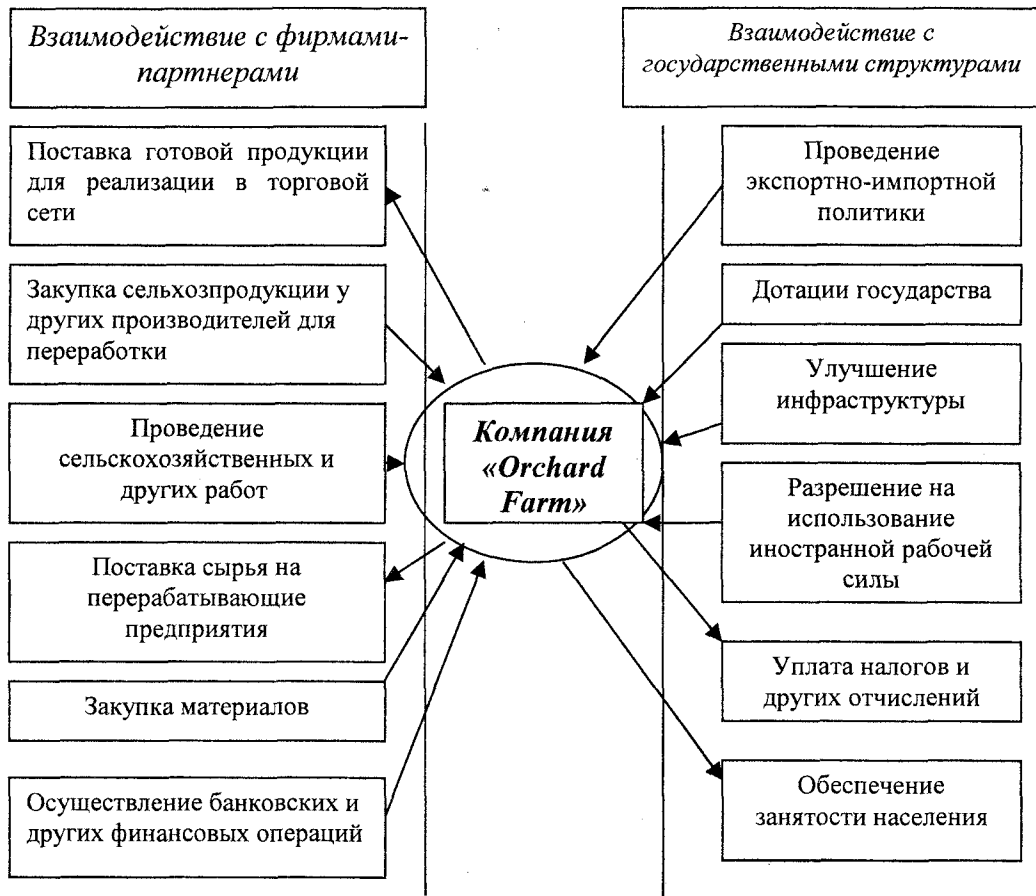 Взаимодействие с фирмами-
партнерами
Взаимодействие с
государственными структурами
Поставка готовой продукции
для реализации в торговой
сети
Закупка сельхозпродукции у
других производителей для
переработки
Проведение
сельскохозяйственных и
других работ
Поставка сырья на
перерабатывающие
предприятия
Закупка материалов
Осуществление банковских и
других финансовых операций
Компания
«Orchard
Farm»
Проведение
экспортно-импортной
политики
Дотации государства
Улучшение
инфраструктуры
Разрешение на
использование
иностранной рабочей
силы
Уплата налогов и
других отчислений
Обеспечение
занятости населения